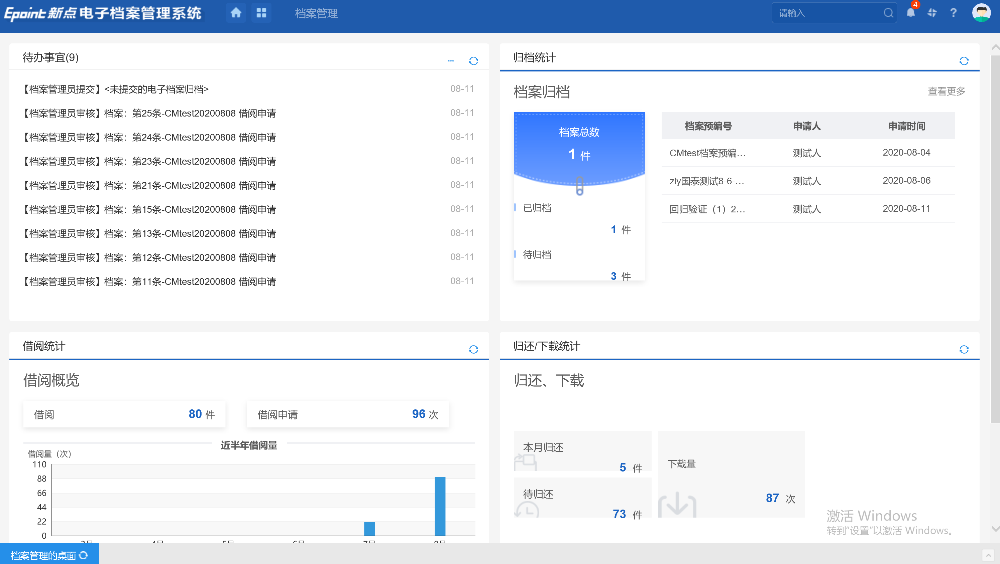 Epoint 新点 电子档案管理系统
档案管理
请输入
4
?
待办事宜(9)
...
【档案管理员提交】<未提交的电子档案归档> 08-11
【档案管理员审核】档案：第25条-CMtest20200808 借阅申请 08-11
【档案管理员审核】档案：第24条-CMtest20200808 借阅申请 08-11
【档案管理员审核】档案：第23条-CMtest20200808 借阅申请 08-11
【档案管理员审核】档案：第21条-CMtest20200808 借阅申请 08-11
【档案管理员审核】档案：第15条-CMtest20200808 借阅申请 08-11
【档案管理员审核】档案：第13条-CMtest20200808 借阅申请 08-11
【档案管理员审核】档案：第12条-CMtest20200808 借阅申请 08-11
【档案管理员审核】档案：第11条-CMtest20200808 借阅申请 08-11
归档统计
档案归档
查看更多
档案总数
1 件
已归档
1 件
待归档
3 件
档案预编号 申请人 申请时间
CMtest档案预编... 测试人 2020-08-04
zly国泰测试8-6-... 测试人 2020-08-06
回归验证（1）2... 测试人 2020-08-11
借阅统计
借阅概览
借阅 80 件
借阅申请 96 次
近半年借阅量
借阅量（次）
110
88
66
44
22
0
3月 4月 5月 6月 7月 8月
归还/下载统计
归还、下载
本月归还
5 件
待归还
73 件
下载量
87 次
激活 Windows
转到“设置”以激活 Windows。
档案管理的桌面